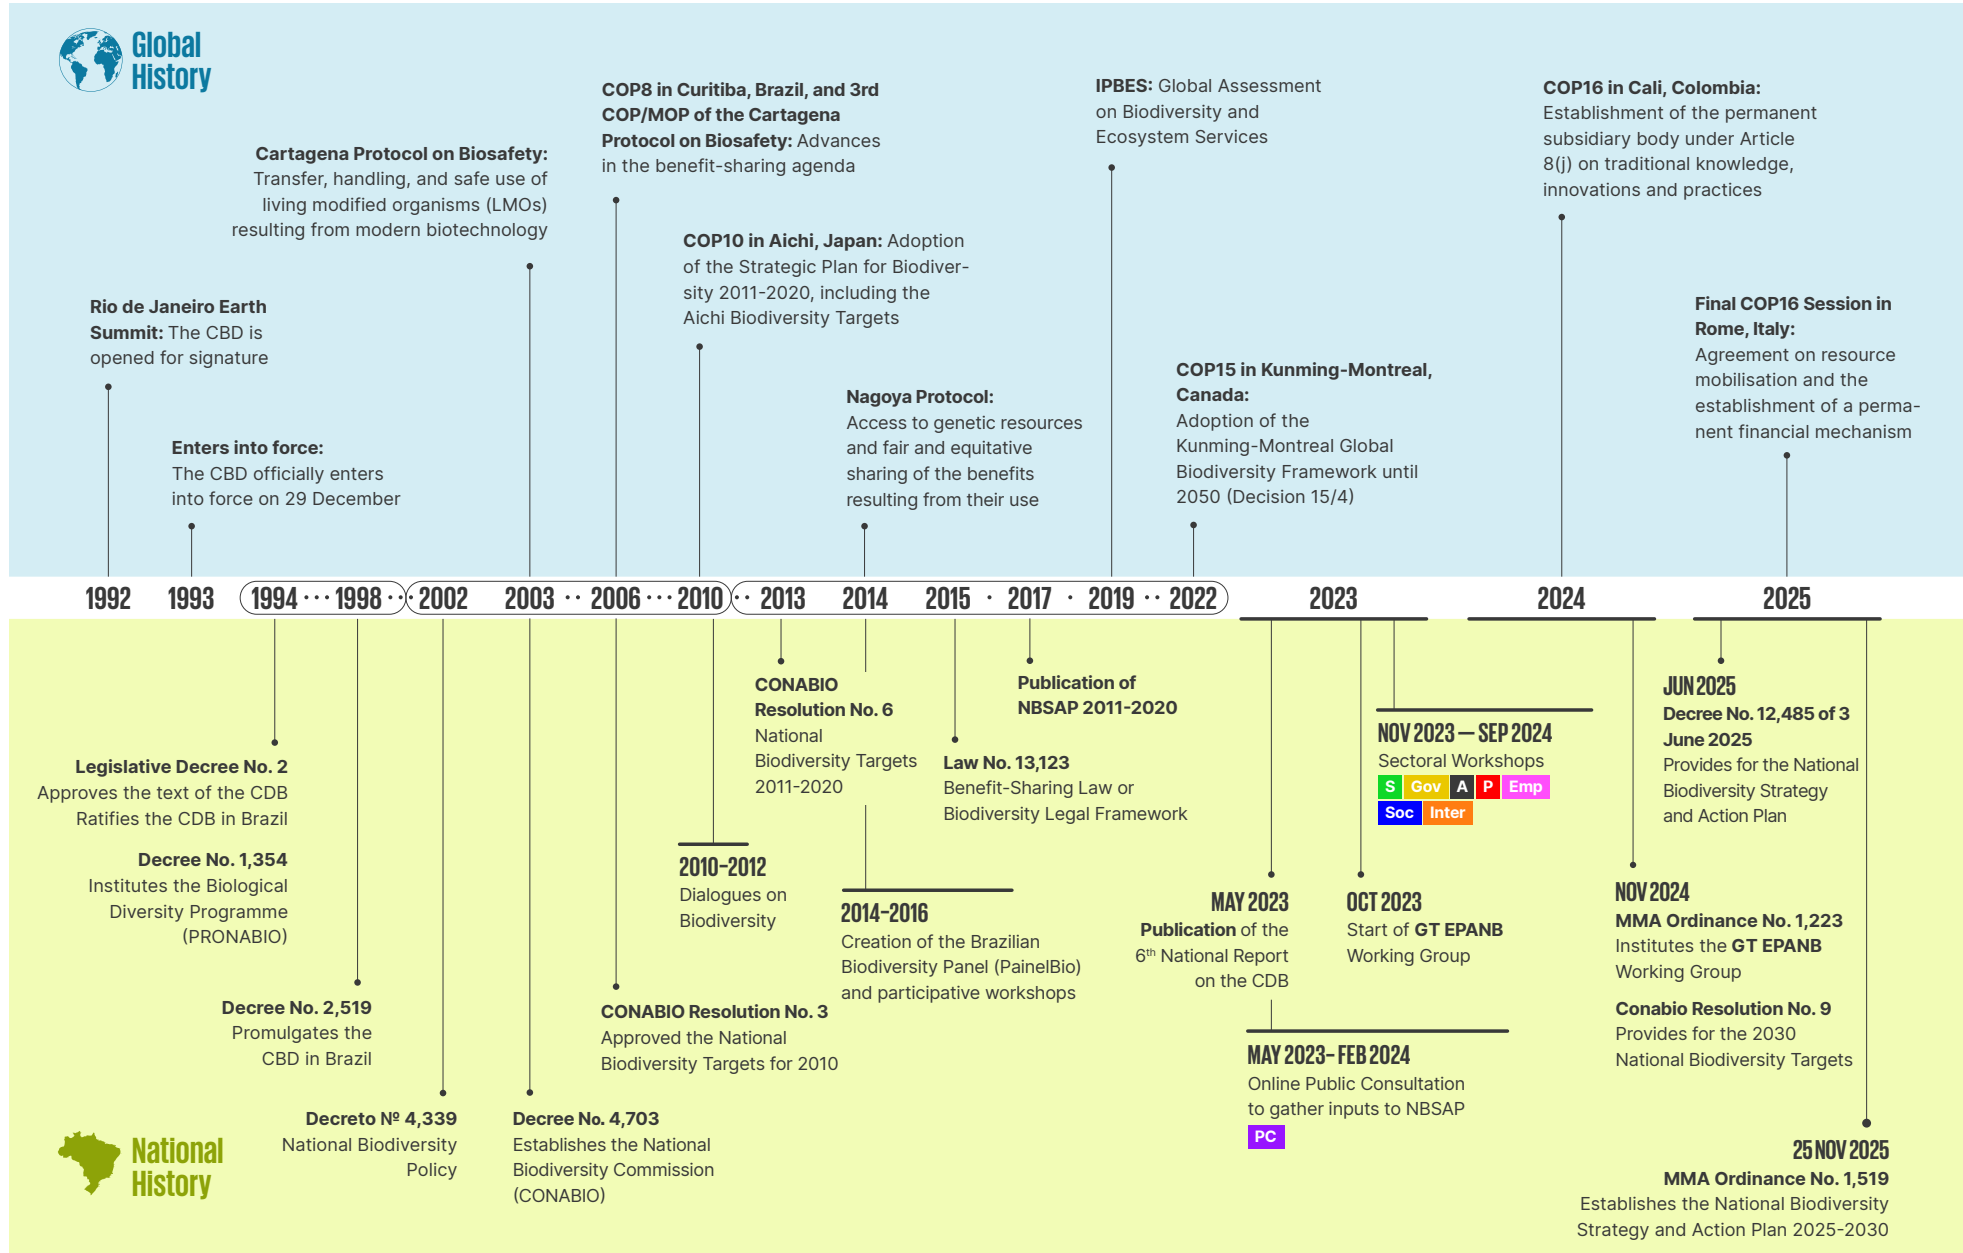 Global
History
Rio de Janeiro Earth
Summit: The CBD is
opened for signature
Enters into force:
The CBD officially enters
into force on 29 December
Cartagena Protocol on Biosafety:
Transfer, handling, and safe use of
living modified organisms (LMOs)
resulting from modern biotechnology
COP8 in Curitiba, Brazil, and 3rd
COP/MOP of the Cartagena
Protocol on Biosafety: Advances
in the benefit-sharing agenda
COP10 in Aichi, Japan: Adoption
of the Strategic Plan for Biodiver-
sity 2011-2020, including the
Aichi Biodiversity Targets
Nagoya Protocol:
Access to genetic resources
and fair and equitative
sharing of the benefits
resulting from their use
IPBES: Global Assessment
on Biodiversity and
Ecosystem Services
COP15 in Kunming-Montreal,
Canada:
Adoption of the
Kunming-Montreal Global
Biodiversity Framework until
2050 (Decision 15/4)
COP16 in Cali, Colombia:
Establishment of the permanent
subsidiary body under Article
8(j) on traditional knowledge,
innovations and practices
Final COP16 Session in
Rome, Italy:
Agreement on resource
mobilisation and the
establishment of a perma-
nent financial mechanism
1992 1993 1994 ··· 1998 ·· 2002 2003 ·· 2006 ··· 2010 ·· 2013 2014 2015 · 2017 · 2019 ·· 2022 2023 2024 2025
Legislative Decree No. 2
Approves the text of the CDB
Ratifies the CDB in Brazil
Decree No. 1,354
Institutes the Biological
Diversity Programme
(PRONABIO)
Decree No. 2,519
Promulgates the
CBD in Brazil
Decreto Nº 4,339
National Biodiversity
Policy
Decree No. 4,703
Establishes the National
Biodiversity Commission
(CONABIO)
CONABIO Resolution No. 3
Approved the National
Biodiversity Targets for 2010
2010–2012
Dialogues on
Biodiversity
CONABIO
Resolution No. 6
National
Biodiversity Targets
2011-2020
2014–2016
Creation of the Brazilian
Biodiversity Panel (PainelBio)
and participative workshops
Law No. 13,123
Benefit-Sharing Law or
Biodiversity Legal Framework
Publication of
NBSAP 2011-2020
MAY 2023
Publication of the
6th National Report
on the CDB
MAY 2023– FEB 2024
Online Public Consultation
to gather inputs to NBSAP
PC
OCT 2023
Start of GT EPANB
Working Group
NOV 2023 — SEP 2024
Sectoral Workshops
S Gov A P Emp
Soc Inter
NOV 2024
MMA Ordinance No. 1,223
Institutes the GT EPANB
Working Group
Conabio Resolution No. 9
Provides for the 2030
National Biodiversity Targets
JUN 2025
Decree No. 12,485 of 3
June 2025
Provides for the National
Biodiversity Strategy
and Action Plan
25 NOV 2025
MMA Ordinance No. 1,519
Establishes the National Biodiversity
Strategy and Action Plan 2025-2030
National
History